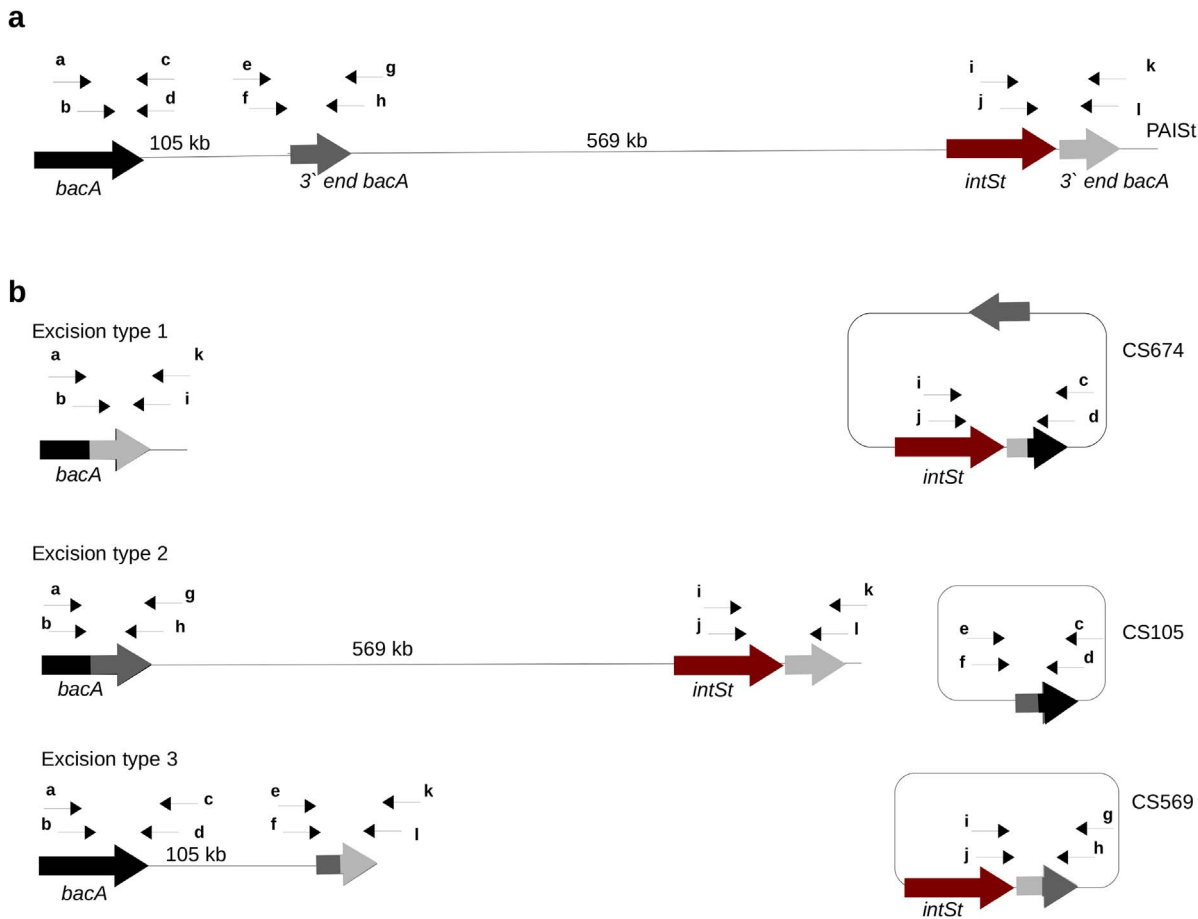 a
a c e g i k
b d f h j l
105 kb 569 kb PAISt
bacA 3` end bacA intSt 3` end bacA
b
Excision type 1
a k
b i
bacA
CS674
i c
j d
intSt
Excision type 2
a g i k
b h j l
569 kb
bacA intSt
CS105
e c
f d
Excision type 3
a c e k
b d f l
105 kb
bacA
CS569
i g
j h
intSt